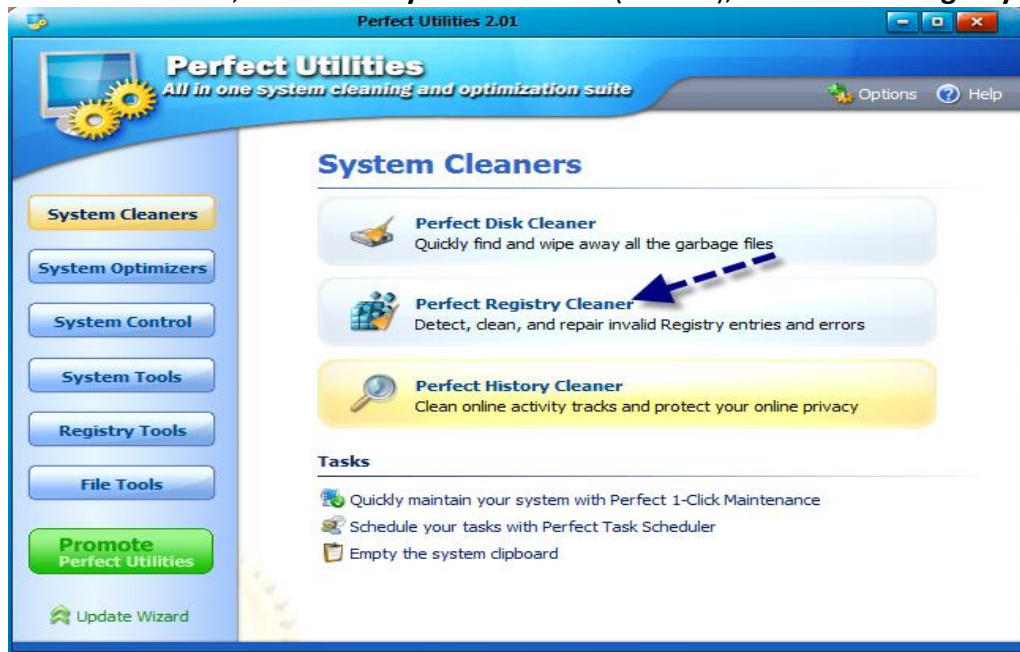 Perfect Utilities 2.01
Perfect Utilities
All in one system cleaning and optimization suite
Options Help
System Cleaners
System Cleaners
System Optimizers
System Control
System Tools
Registry Tools
File Tools
Promote
Perfect Utilities
Update Wizard
Perfect Disk Cleaner
Quickly find and wipe away all the garbage files
Perfect Registry Cleaner
Detect, clean, and repair invalid Registry entries and errors
Perfect History Cleaner
Clean online activity tracks and protect your online privacy
Tasks
Quickly maintain your system with Perfect 1-Click Maintenance
Schedule your tasks with Perfect Task Scheduler
Empty the system clipboard